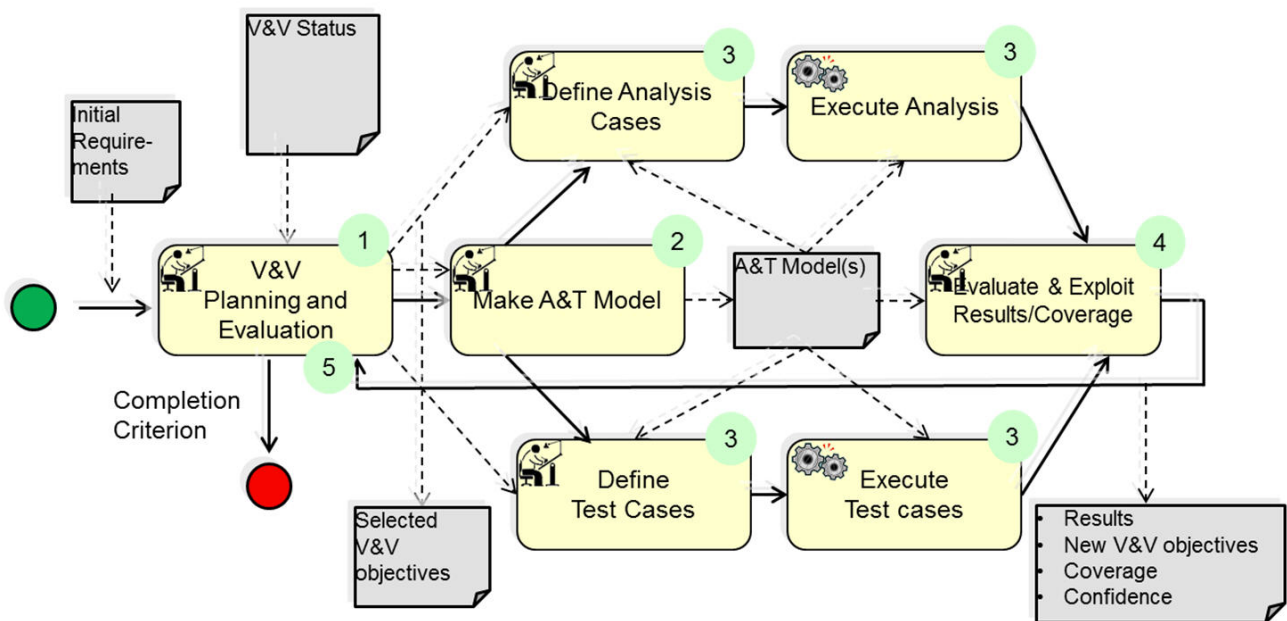 V&V Status
Initial
Require-
ments
3
Define Analysis
Cases
3
Execute Analysis
1
V&V
Planning and
Evaluation
5
2
Make A&T Model
A&T Model(s)
4
Evaluate & Exploit
Results/Coverage
Completion
Criterion
3
Define
Test Cases
3
Execute
Test cases
Selected
V&V
objectives
• Results
• New V&V objectives
• Coverage
• Confidence